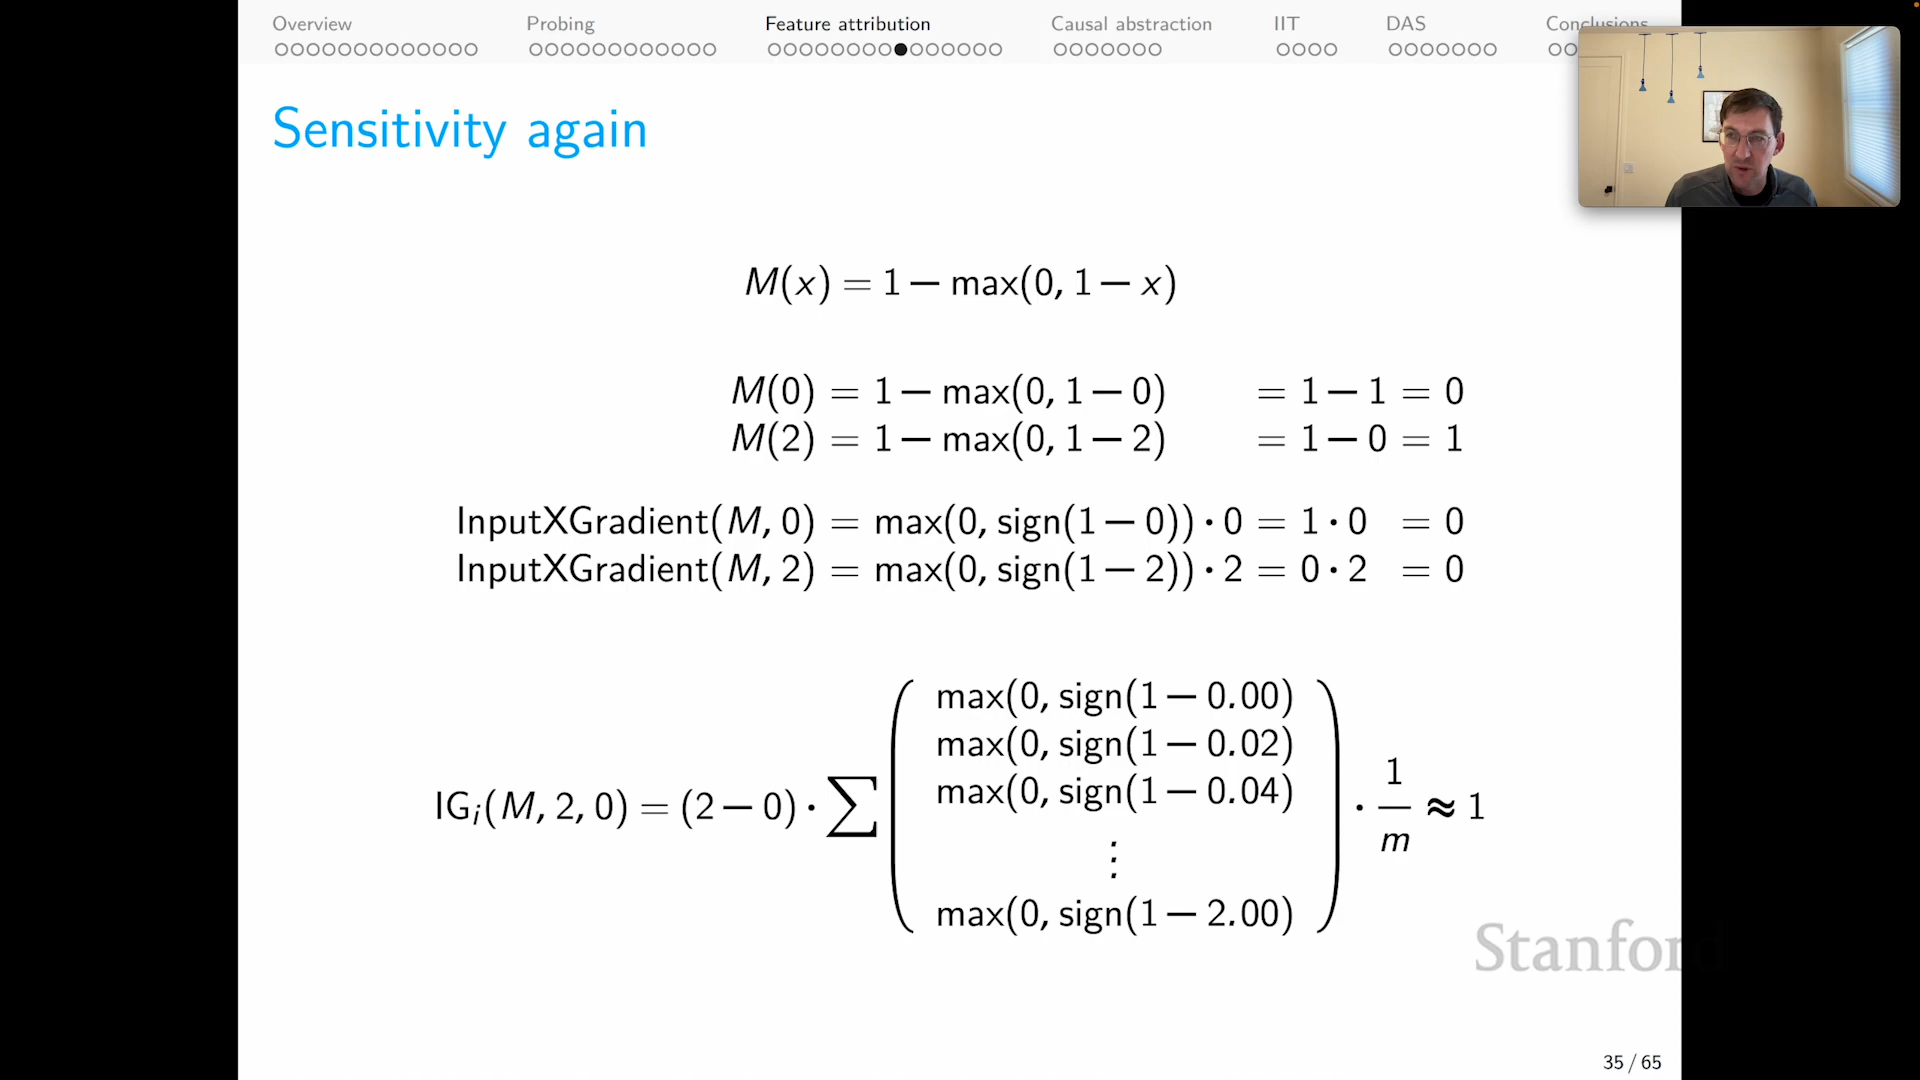 Overview Probing Feature attribution Causal abstraction IIT DAS Conclusions
Sensitivity again
M(x) = 1 − max(0, 1 − x)
M(0) = 1 − max(0, 1 − 0) = 1 − 1 = 0
M(2) = 1 − max(0, 1 − 2) = 1 − 0 = 1
InputXGradient(M, 0) = max(0, sign(1 − 0)) · 0 = 1 · 0 = 0
InputXGradient(M, 2) = max(0, sign(1 − 2)) · 2 = 0 · 2 = 0
max(0, sign(1 − 0.00)
max(0, sign(1 − 0.02)
max(0, sign(1 − 0.04)
⋮
IGᵢ(M, 2, 0) = (2 − 0) · ∑ · 1/m ≈ 1
max(0, sign(1 − 2.00)
Stanford
35 / 65